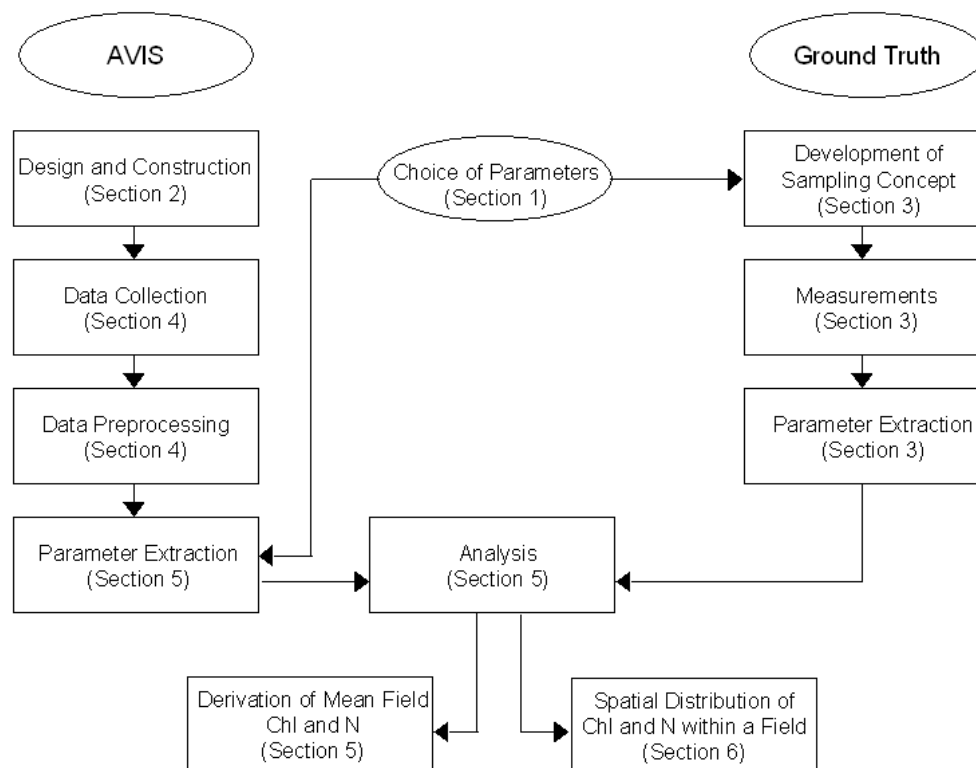 AVIS
Ground Truth
Design and Construction
(Section 2)
Choice of Parameters
(Section 1)
Development of
Sampling Concept
(Section 3)
Data Collection
(Section 4)
Measurements
(Section 3)
Data Preprocessing
(Section 4)
Parameter Extraction
(Section 3)
Parameter Extraction
(Section 5)
Analysis
(Section 5)
Derivation of Mean Field
Chl and N
(Section 5)
Spatial Distribution of
Chl and N within a Field
(Section 6)